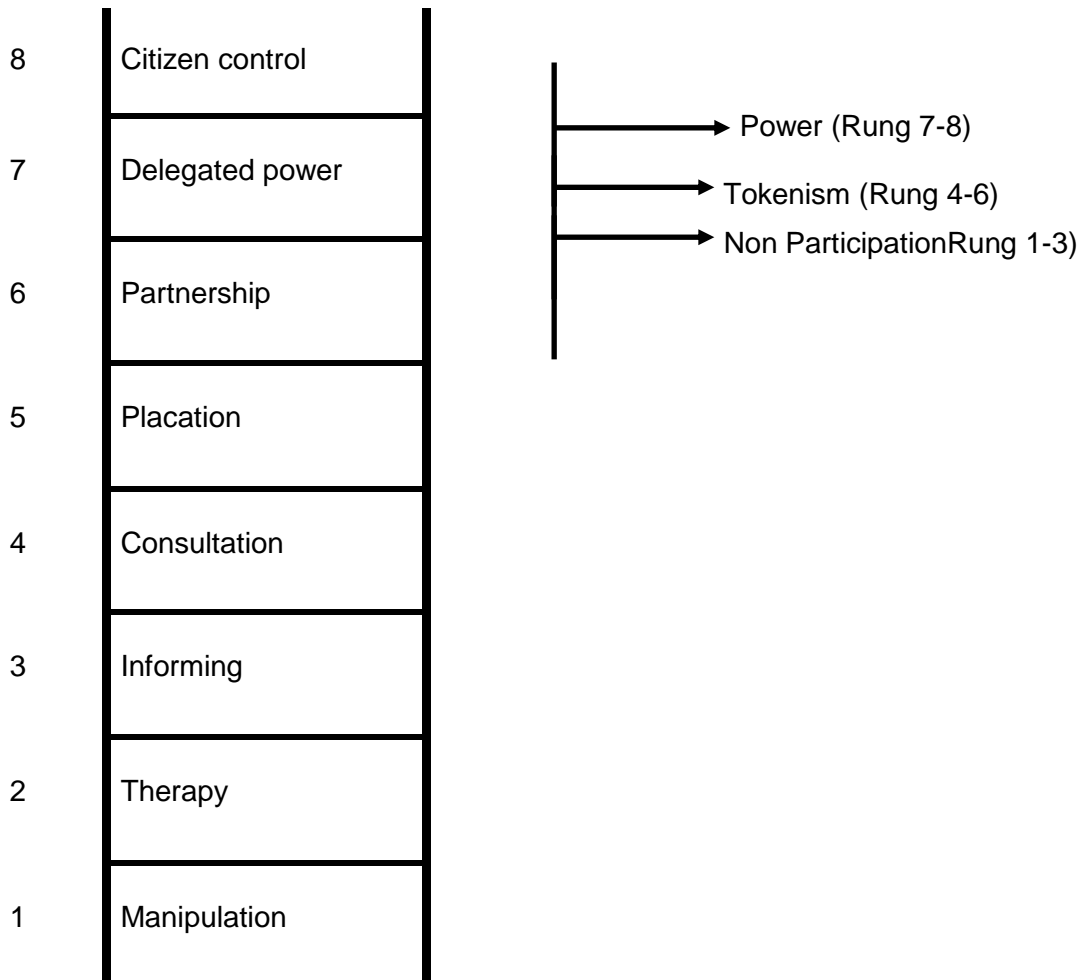 8 Citizen control
7 Delegated power
6 Partnership
5 Placation
4 Consultation
3 Informing
2 Therapy
1 Manipulation
Power (Rung 7-8)
Tokenism (Rung 4-6)
Non ParticipationRung 1-3)